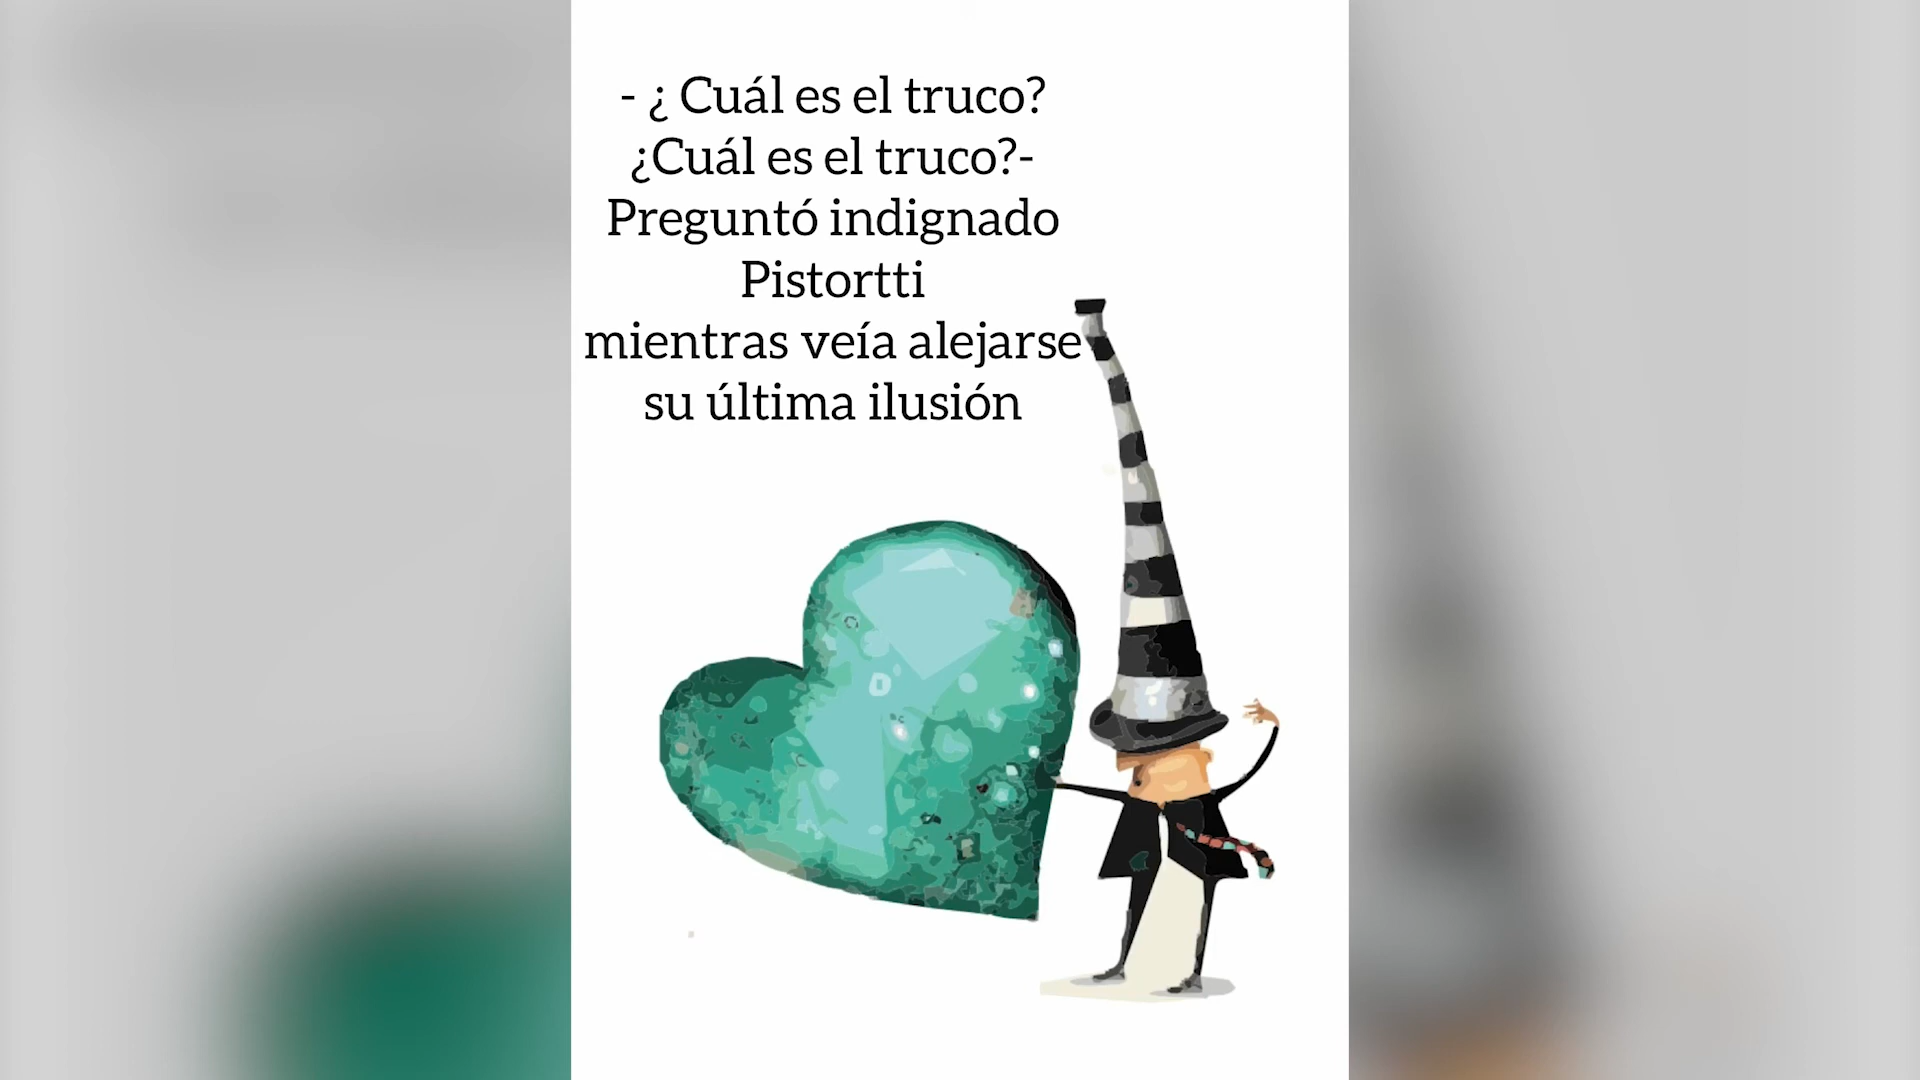 - ¿ Cuál es el truco?
¿Cuál es el truco?-
Preguntó indignado
Pistortti
mientras veía alejarse
su última ilusión